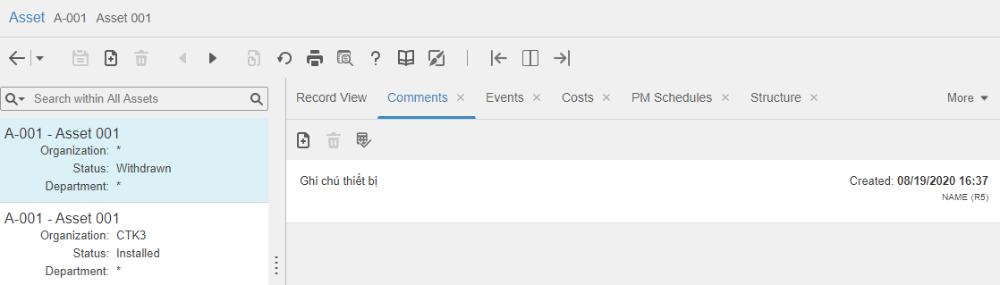 Asset A-001 Asset 001
Search within All Assets
A-001 - Asset 001
Organization: *
Status: Withdrawn
Department: *
A-001 - Asset 001
Organization: CTK3
Status: Installed
Department: *
Record View Comments Events Costs PM Schedules Structure More
Ghi chú thiết bị
Created: 08/19/2020 16:37
NAME (R5)